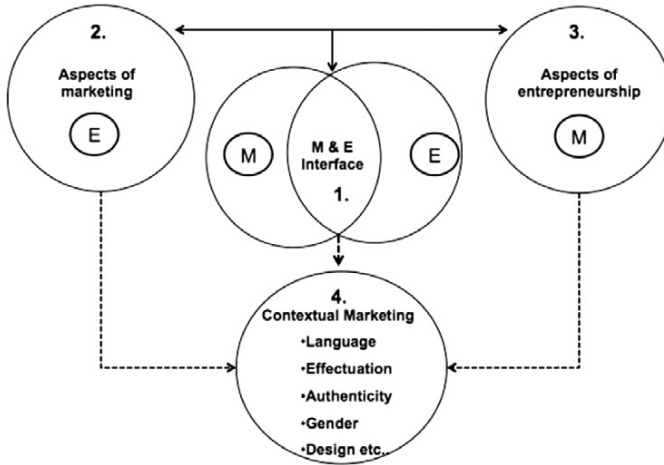 2.
Aspects of
marketing
E
3.
Aspects of
entrepreneurship
M
M
M & E
Interface
1.
E
4.
Contextual Marketing
•Language
•Effectuation
•Authenticity
•Gender
•Design etc..